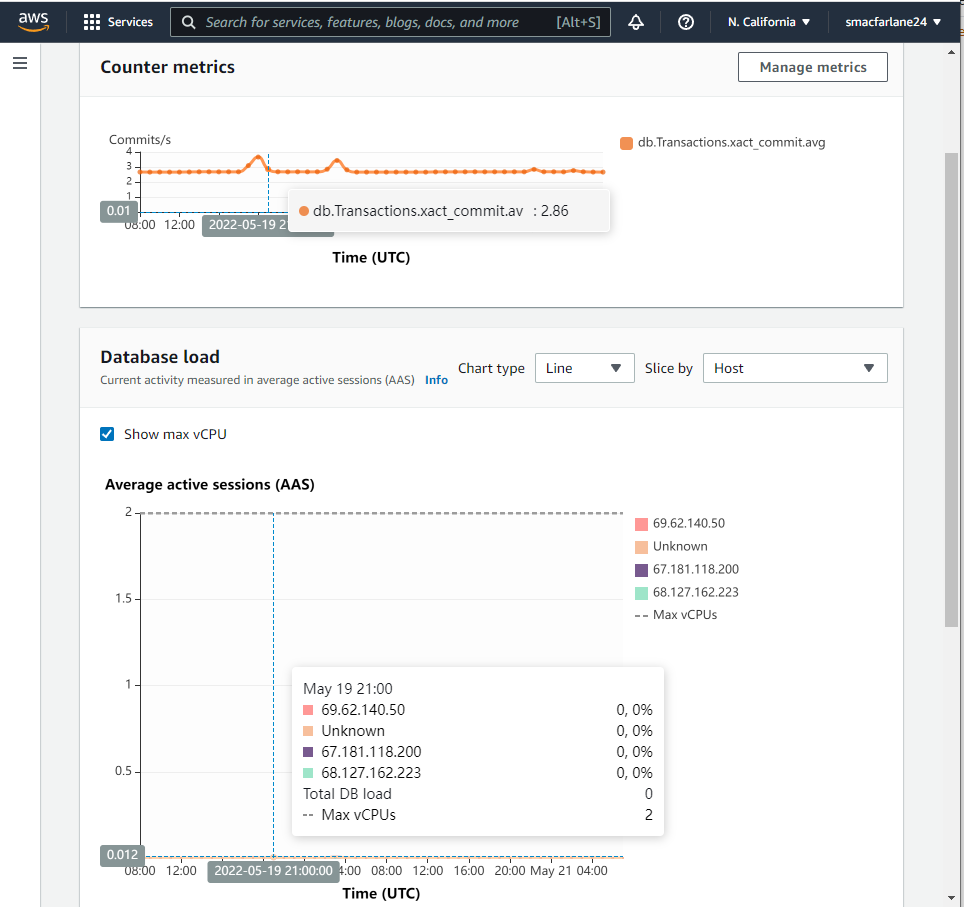 aws Services Search for services, features, blogs, docs, and more [Alt+S] N. California smacfarlane24
Counter metrics Manage metrics
Commits/s
db.Transactions.xact_commit.avg
4
3
2
1
0.01
db.Transactions.xact_commit.av : 2.86
08:00 12:00 2022-05-19
Time (UTC)
Database load
Current activity measured in average active sessions (AAS) Info
Chart type Line Slice by Host
Show max vCPU
Average active sessions (AAS)
2
1.5
1
0.5
0.012
69.62.140.50
Unknown
67.181.118.200
68.127.162.223
Max vCPUs
May 19 21:00
69.62.140.50 0, 0%
Unknown 0, 0%
67.181.118.200 0, 0%
68.127.162.223 0, 0%
Total DB load 0
Max vCPUs 2
08:00 12:00 2022-05-19 21:00:00 4:00 08:00 12:00 16:00 20:00 May 21 04:00
Time (UTC)